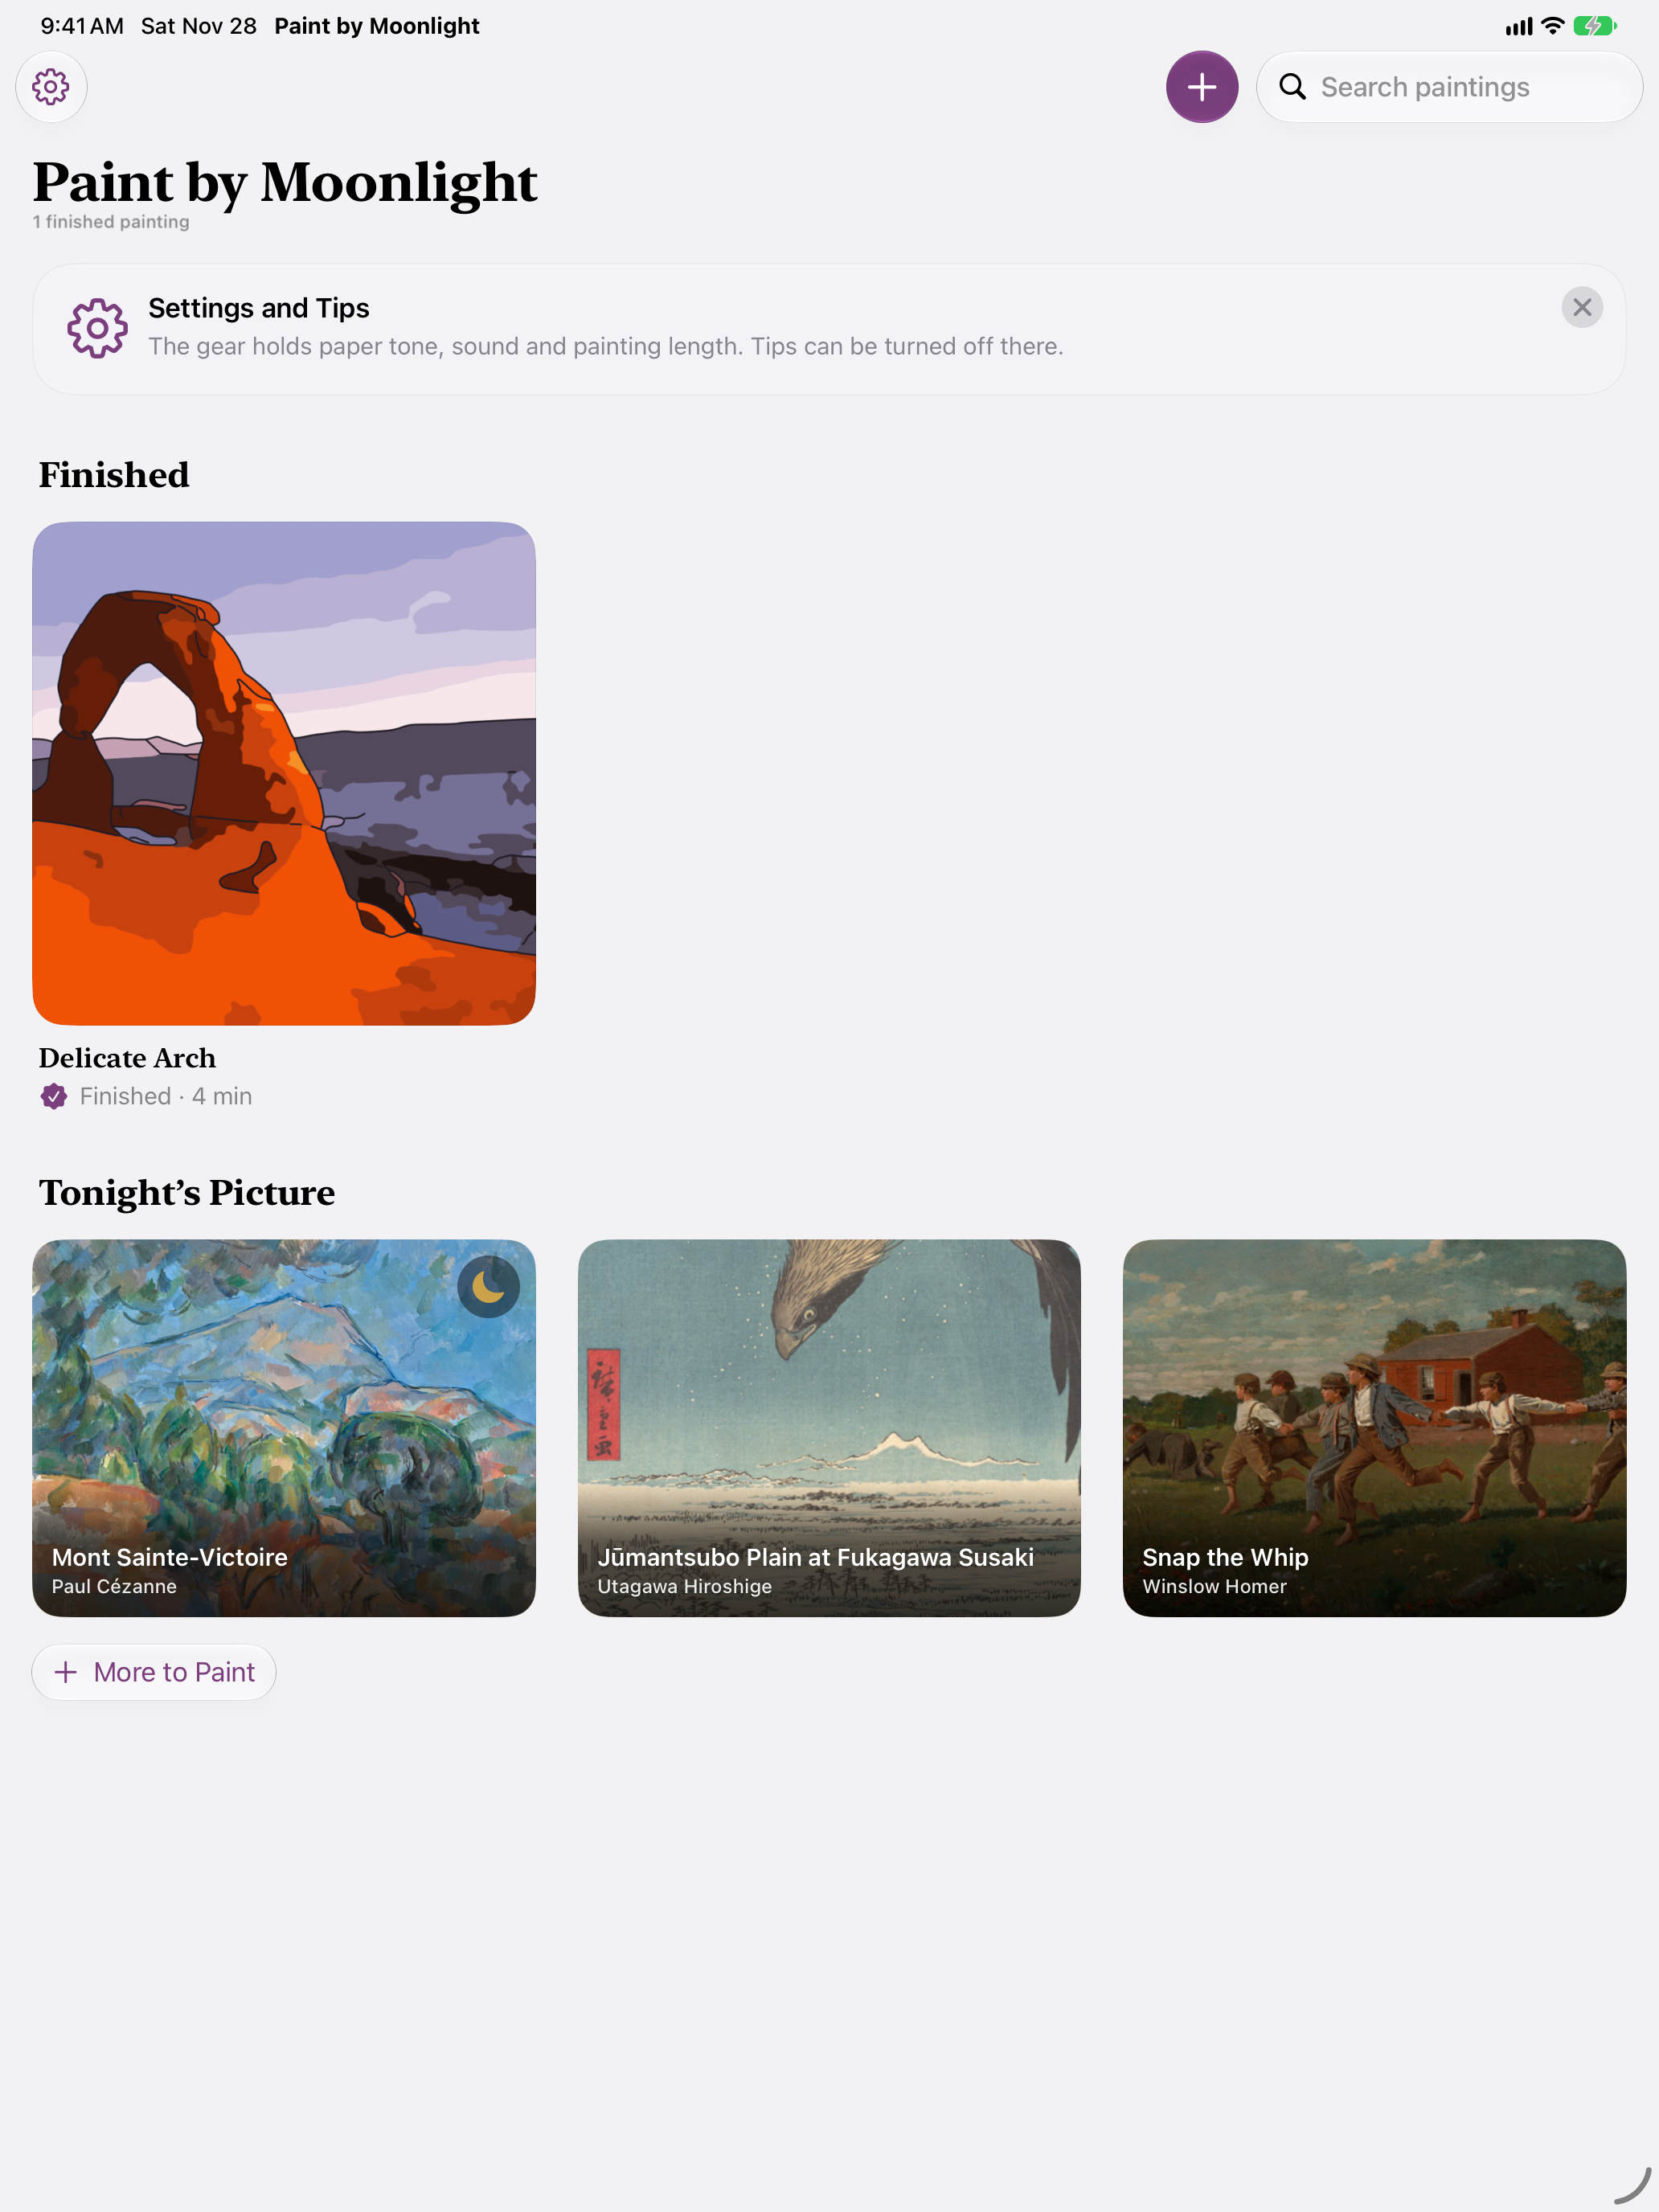 9:41 AM Sat Nov 28 Paint by Moonlight
Search paintings
Paint by Moonlight
1 finished painting
Settings and Tips
The gear holds paper tone, sound and painting length. Tips can be turned off there.
Finished
Delicate Arch
Finished · 4 min
Tonight’s Picture
廣重画
Mont Sainte-Victoire
Paul Cézanne
Jūmantsubo Plain at Fukagawa Susaki
Utagawa Hiroshige
Snap the Whip
Winslow Homer
More to Paint